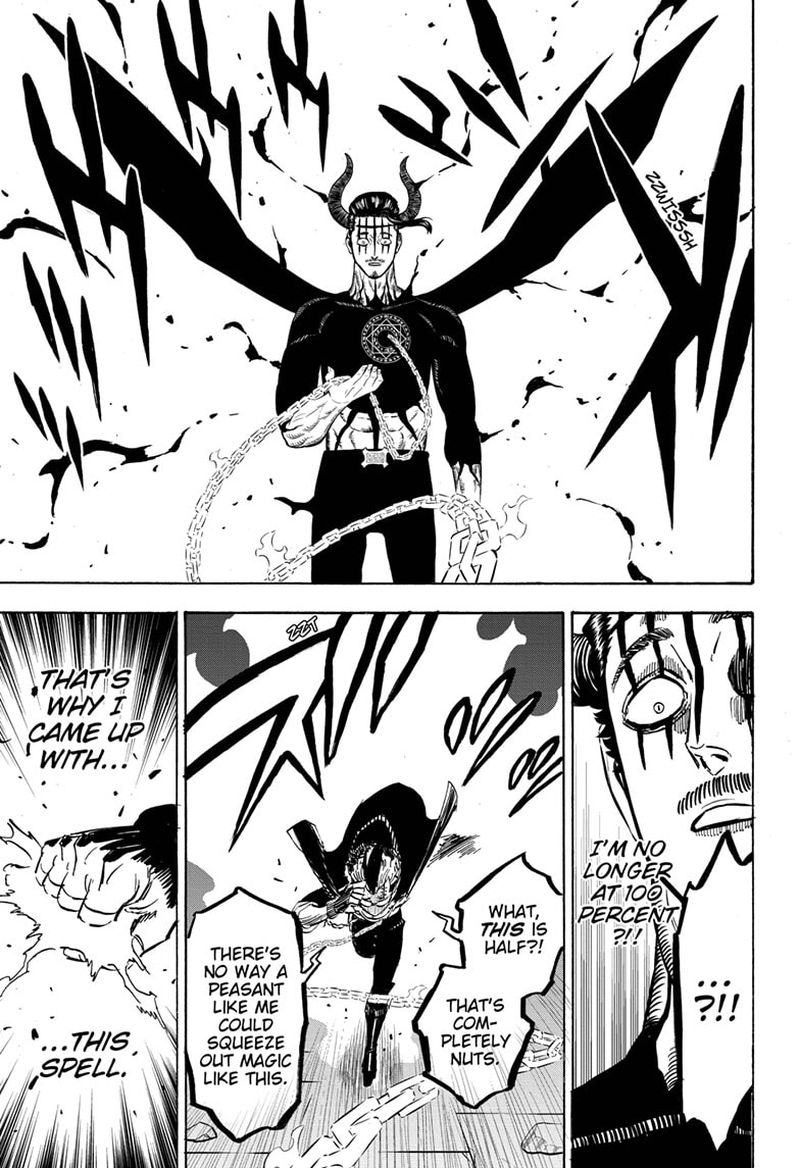 ZZWISSSH
I'M NO
LONGER
AT 100
PERCENT
?!!
...
?!!
ZZT
WHAT,
THIS IS
HALF?!
THAT'S
COM-
PLETELY
NUTS.
THERE'S
NO WAY A
PEASANT
LIKE ME
COULD
SQUEEZE
OUT MAGIC
LIKE THIS.
THAT'S
WHY I
CAME UP
WITH...
...THIS
SPELL.